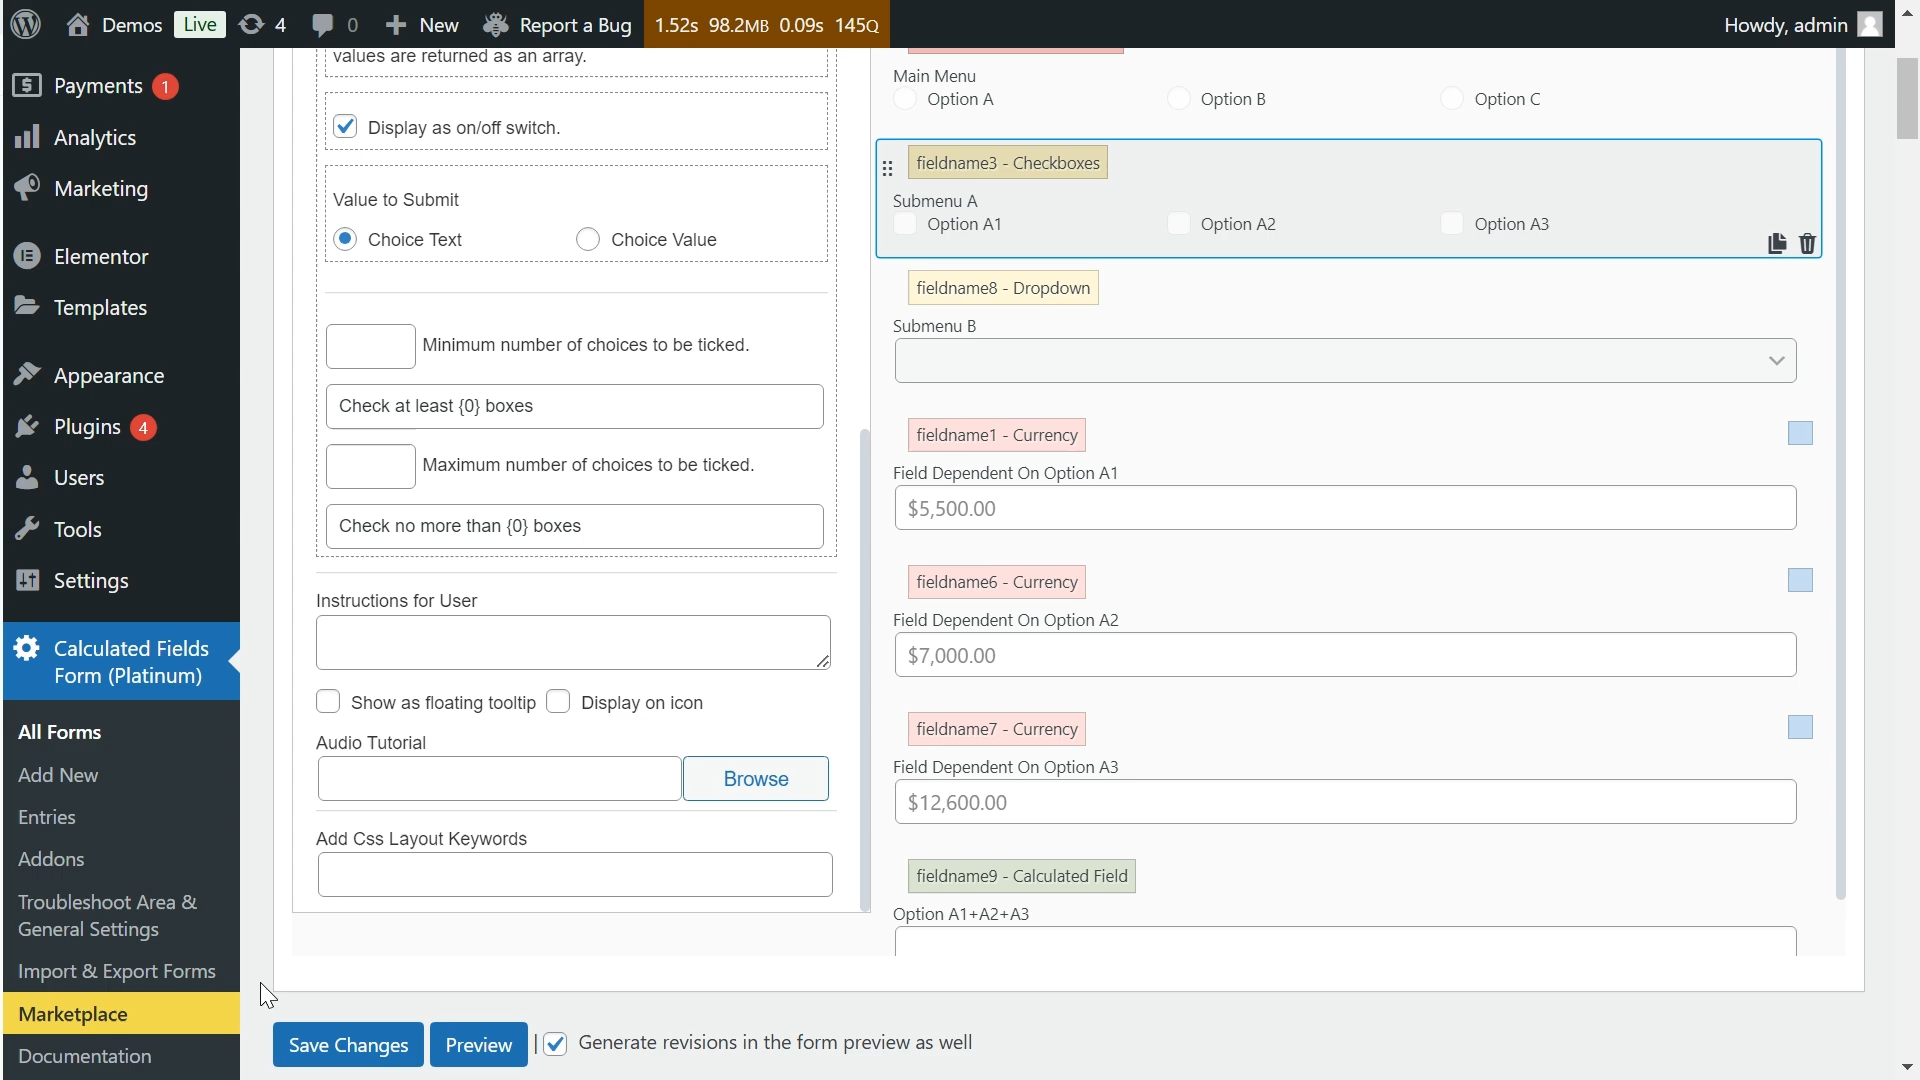 Demos Live 4 0 New Report a Bug 1.52s 98.2MB 0.09s 145Q Howdy, admin
Payments 1
Analytics
Marketing
Elementor
Templates
Appearance
Plugins 4
Users
Tools
Settings
Calculated Fields
Form (Platinum)
All Forms
Add New
Entries
Addons
Troubleshoot Area &
General Settings
Import & Export Forms
Marketplace
Documentation
values are returned as an array.
Display as on/off switch.
Value to Submit
Choice Text Choice Value
Minimum number of choices to be ticked.
Check at least {0} boxes
Maximum number of choices to be ticked.
Check no more than {0} boxes
Instructions for User
Show as floating tooltip Display on icon
Audio Tutorial
Browse
Add Css Layout Keywords
Main Menu
Option A Option B Option C
fieldname3 - Checkboxes
Submenu A
Option A1 Option A2 Option A3
fieldname8 - Dropdown
Submenu B
fieldname1 - Currency
Field Dependent On Option A1
$5,500.00
fieldname6 - Currency
Field Dependent On Option A2
$7,000.00
fieldname7 - Currency
Field Dependent On Option A3
$12,600.00
fieldname9 - Calculated Field
Option A1+A2+A3
Save Changes Preview | Generate revisions in the form preview as well